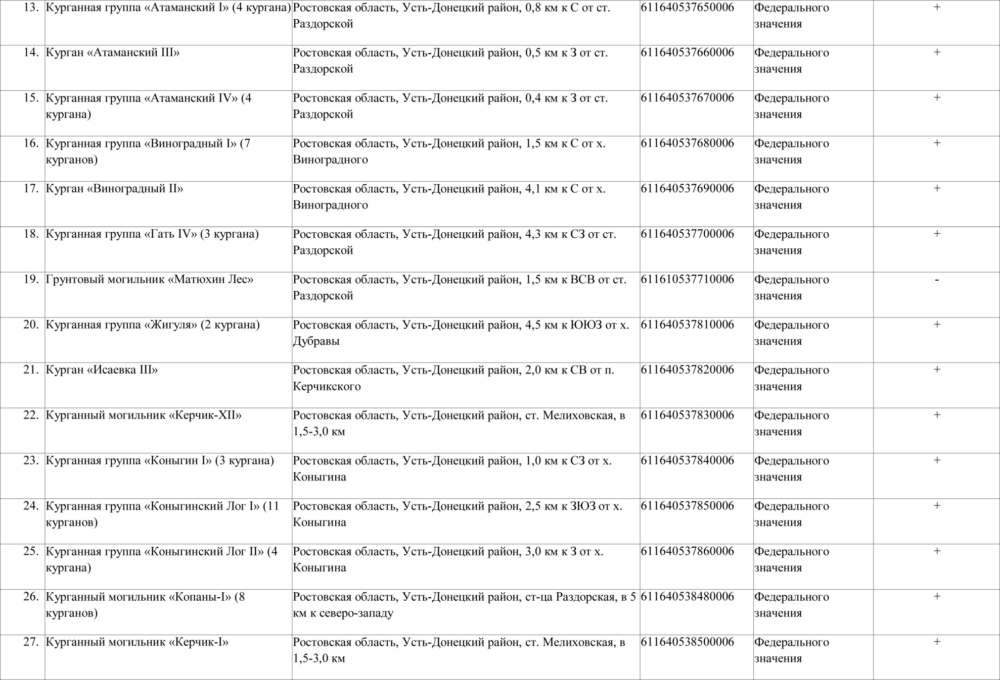 13. Курганная группа «Атаманский I» (4 кургана) Ростовская область, Усть-Донецкий район, 0,8 км к С от ст. 611640537650006 Федерального +
Раздорской значения
14. Курган «Атаманский III» Ростовская область, Усть-Донецкий район, 0,5 км к З от ст. 611640537660006 Федерального +
Раздорской значения
15. Курганная группа «Атаманский IV» (4 Ростовская область, Усть-Донецкий район, 0,4 км к З от ст. 611640537670006 Федерального +
кургана) Раздорской значения
16. Курганная группа «Виноградный I» (7 Ростовская область, Усть-Донецкий район, 1,5 км к С от х. 611640537680006 Федерального +
курганов) Виноградного значения
17. Курган «Виноградный II» Ростовская область, Усть-Донецкий район, 4,1 км к С от х. 611640537690006 Федерального +
Виноградного значения
18. Курганная группа «Гать IV» (3 кургана) Ростовская область, Усть-Донецкий район, 4,3 км к СЗ от ст. 611640537700006 Федерального +
Раздорской значения
19. Грунтовый могильник «Матюхин Лес» Ростовская область, Усть-Донецкий район, 1,5 км к ВСВ от ст. 611610537710006 Федерального -
Раздорской значения
20. Курганная группа «Жигуля» (2 кургана) Ростовская область, Усть-Донецкий район, 4,5 км к ЮЮЗ от х. 611640537810006 Федерального +
Дубравы значения
21. Курган «Исаевка III» Ростовская область, Усть-Донецкий район, 2,0 км к СВ от п. 611640537820006 Федерального +
Керчикского значения
22. Курганный могильник «Керчик-XII» Ростовская область, Усть-Донецкий район, ст. Мелиховская, в 611640537830006 Федерального +
1,5-3,0 км значения
23. Курганная группа «Коныгин I» (3 кургана) Ростовская область, Усть-Донецкий район, 1,0 км к СЗ от х. 611640537840006 Федерального +
Коныгина значения
24. Курганная группа «Коныгинский Лог I» (11 Ростовская область, Усть-Донецкий район, 2,5 км к ЗЮЗ от х. 611640537850006 Федерального +
курганов) Коныгина значения
25. Курганная группа «Коныгинский Лог II» (4 Ростовская область, Усть-Донецкий район, 3,0 км к З от х. 611640537860006 Федерального +
кургана) Коныгина значения
26. Курганный могильник «Копаны-I» (8 Ростовская область, Усть-Донецкий район, ст-ца Раздорская, в 5 611640538480006 Федерального +
курганов) км к северо-западу значения
27. Курганный могильник «Керчик-I» Ростовская область, Усть-Донецкий район, ст. Мелиховская, в 611640538500006 Федерального +
1,5-3,0 км значения